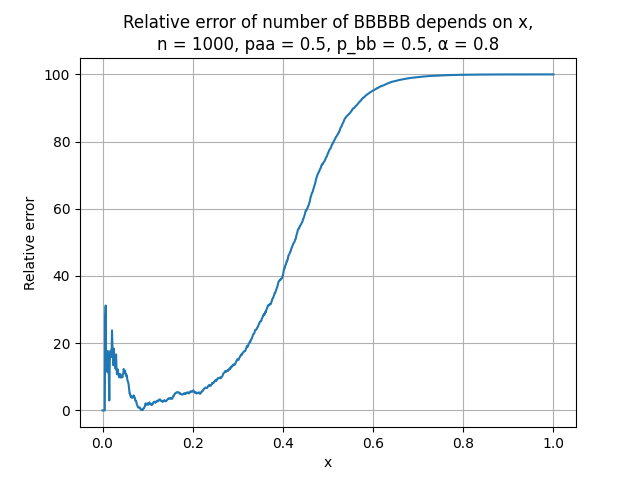 Relative error of number of BBBBB depends on x,
n = 1000, paa = 0.5, p_bb = 0.5, α = 0.8
100
80
60
40
20
0
Relative error
0.0 0.2 0.4 0.6 0.8 1.0
x